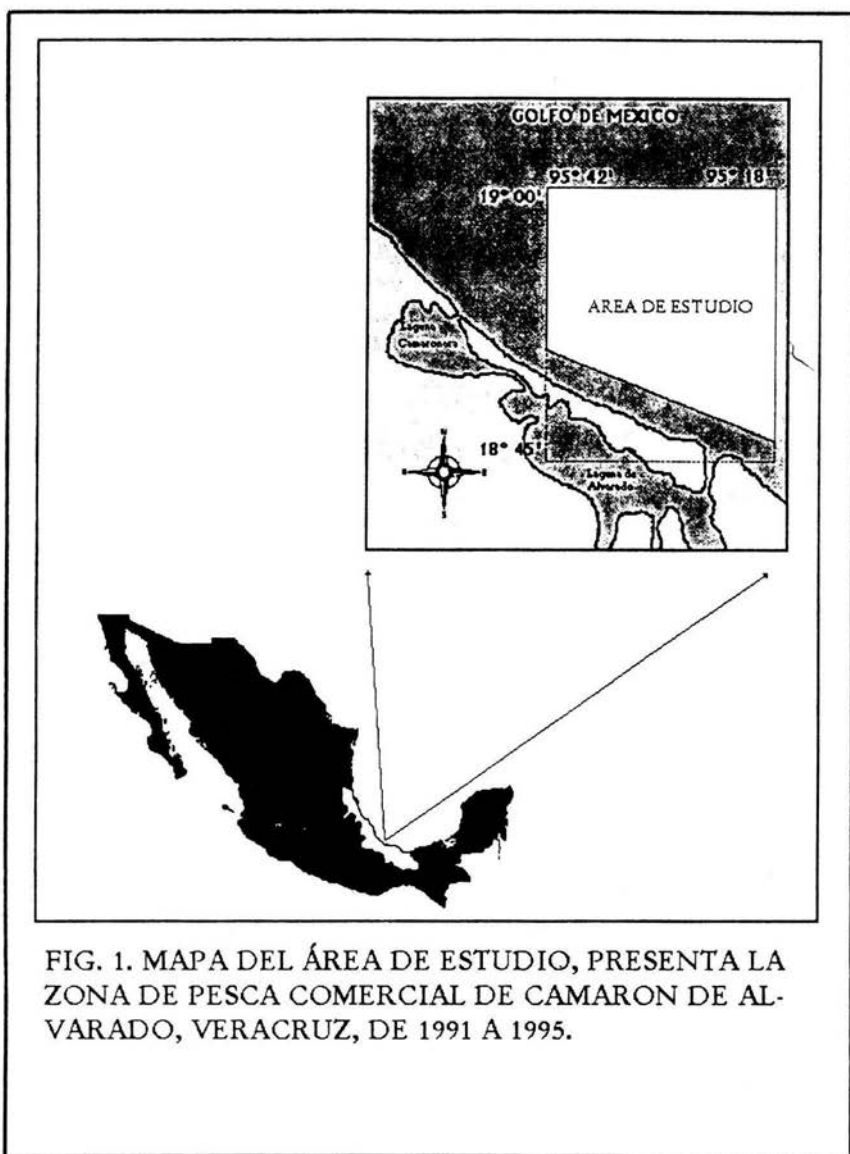 GOLFO DE MEXICO
95° 42' 95° 18'
19° 00'
AREA DE ESTUDIO
Laguna
Camaronera
18° 45'
Laguna de
Alvarado
N
S
FIG. 1. MAPA DEL ÁREA DE ESTUDIO, PRESENTA LA
ZONA DE PESCA COMERCIAL DE CAMARON DE AL-
VARADO, VERACRUZ, DE 1991 A 1995.